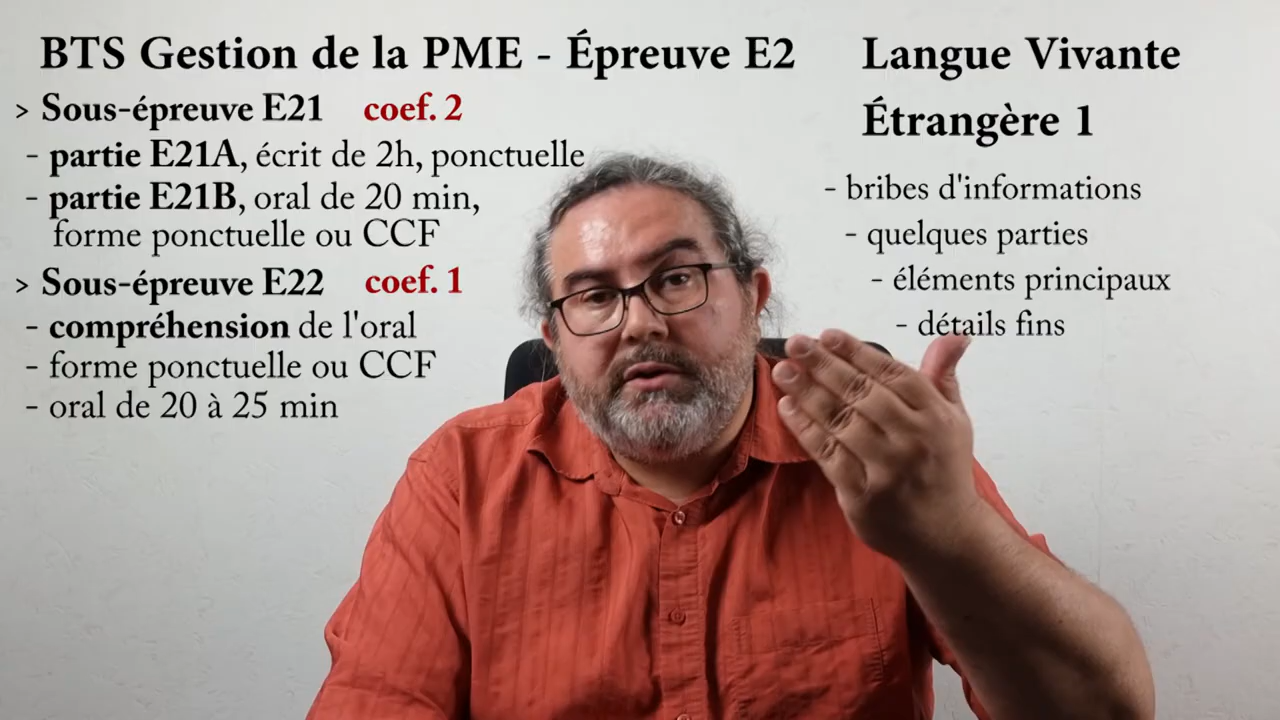 BTS Gestion de la PME - Épreuve E2
> Sous-épreuve E21 coef. 2
- partie E21A, écrit de 2h, ponctuelle
- partie E21B, oral de 20 min,
forme ponctuelle ou CCF
> Sous-épreuve E22 coef. 1
- compréhension de l'oral
- forme ponctuelle ou CCF
- oral de 20 à 25 min
Langue Vivante
Étrangère 1
- bribes d'informations
- quelques parties
- éléments principaux
- détails fins